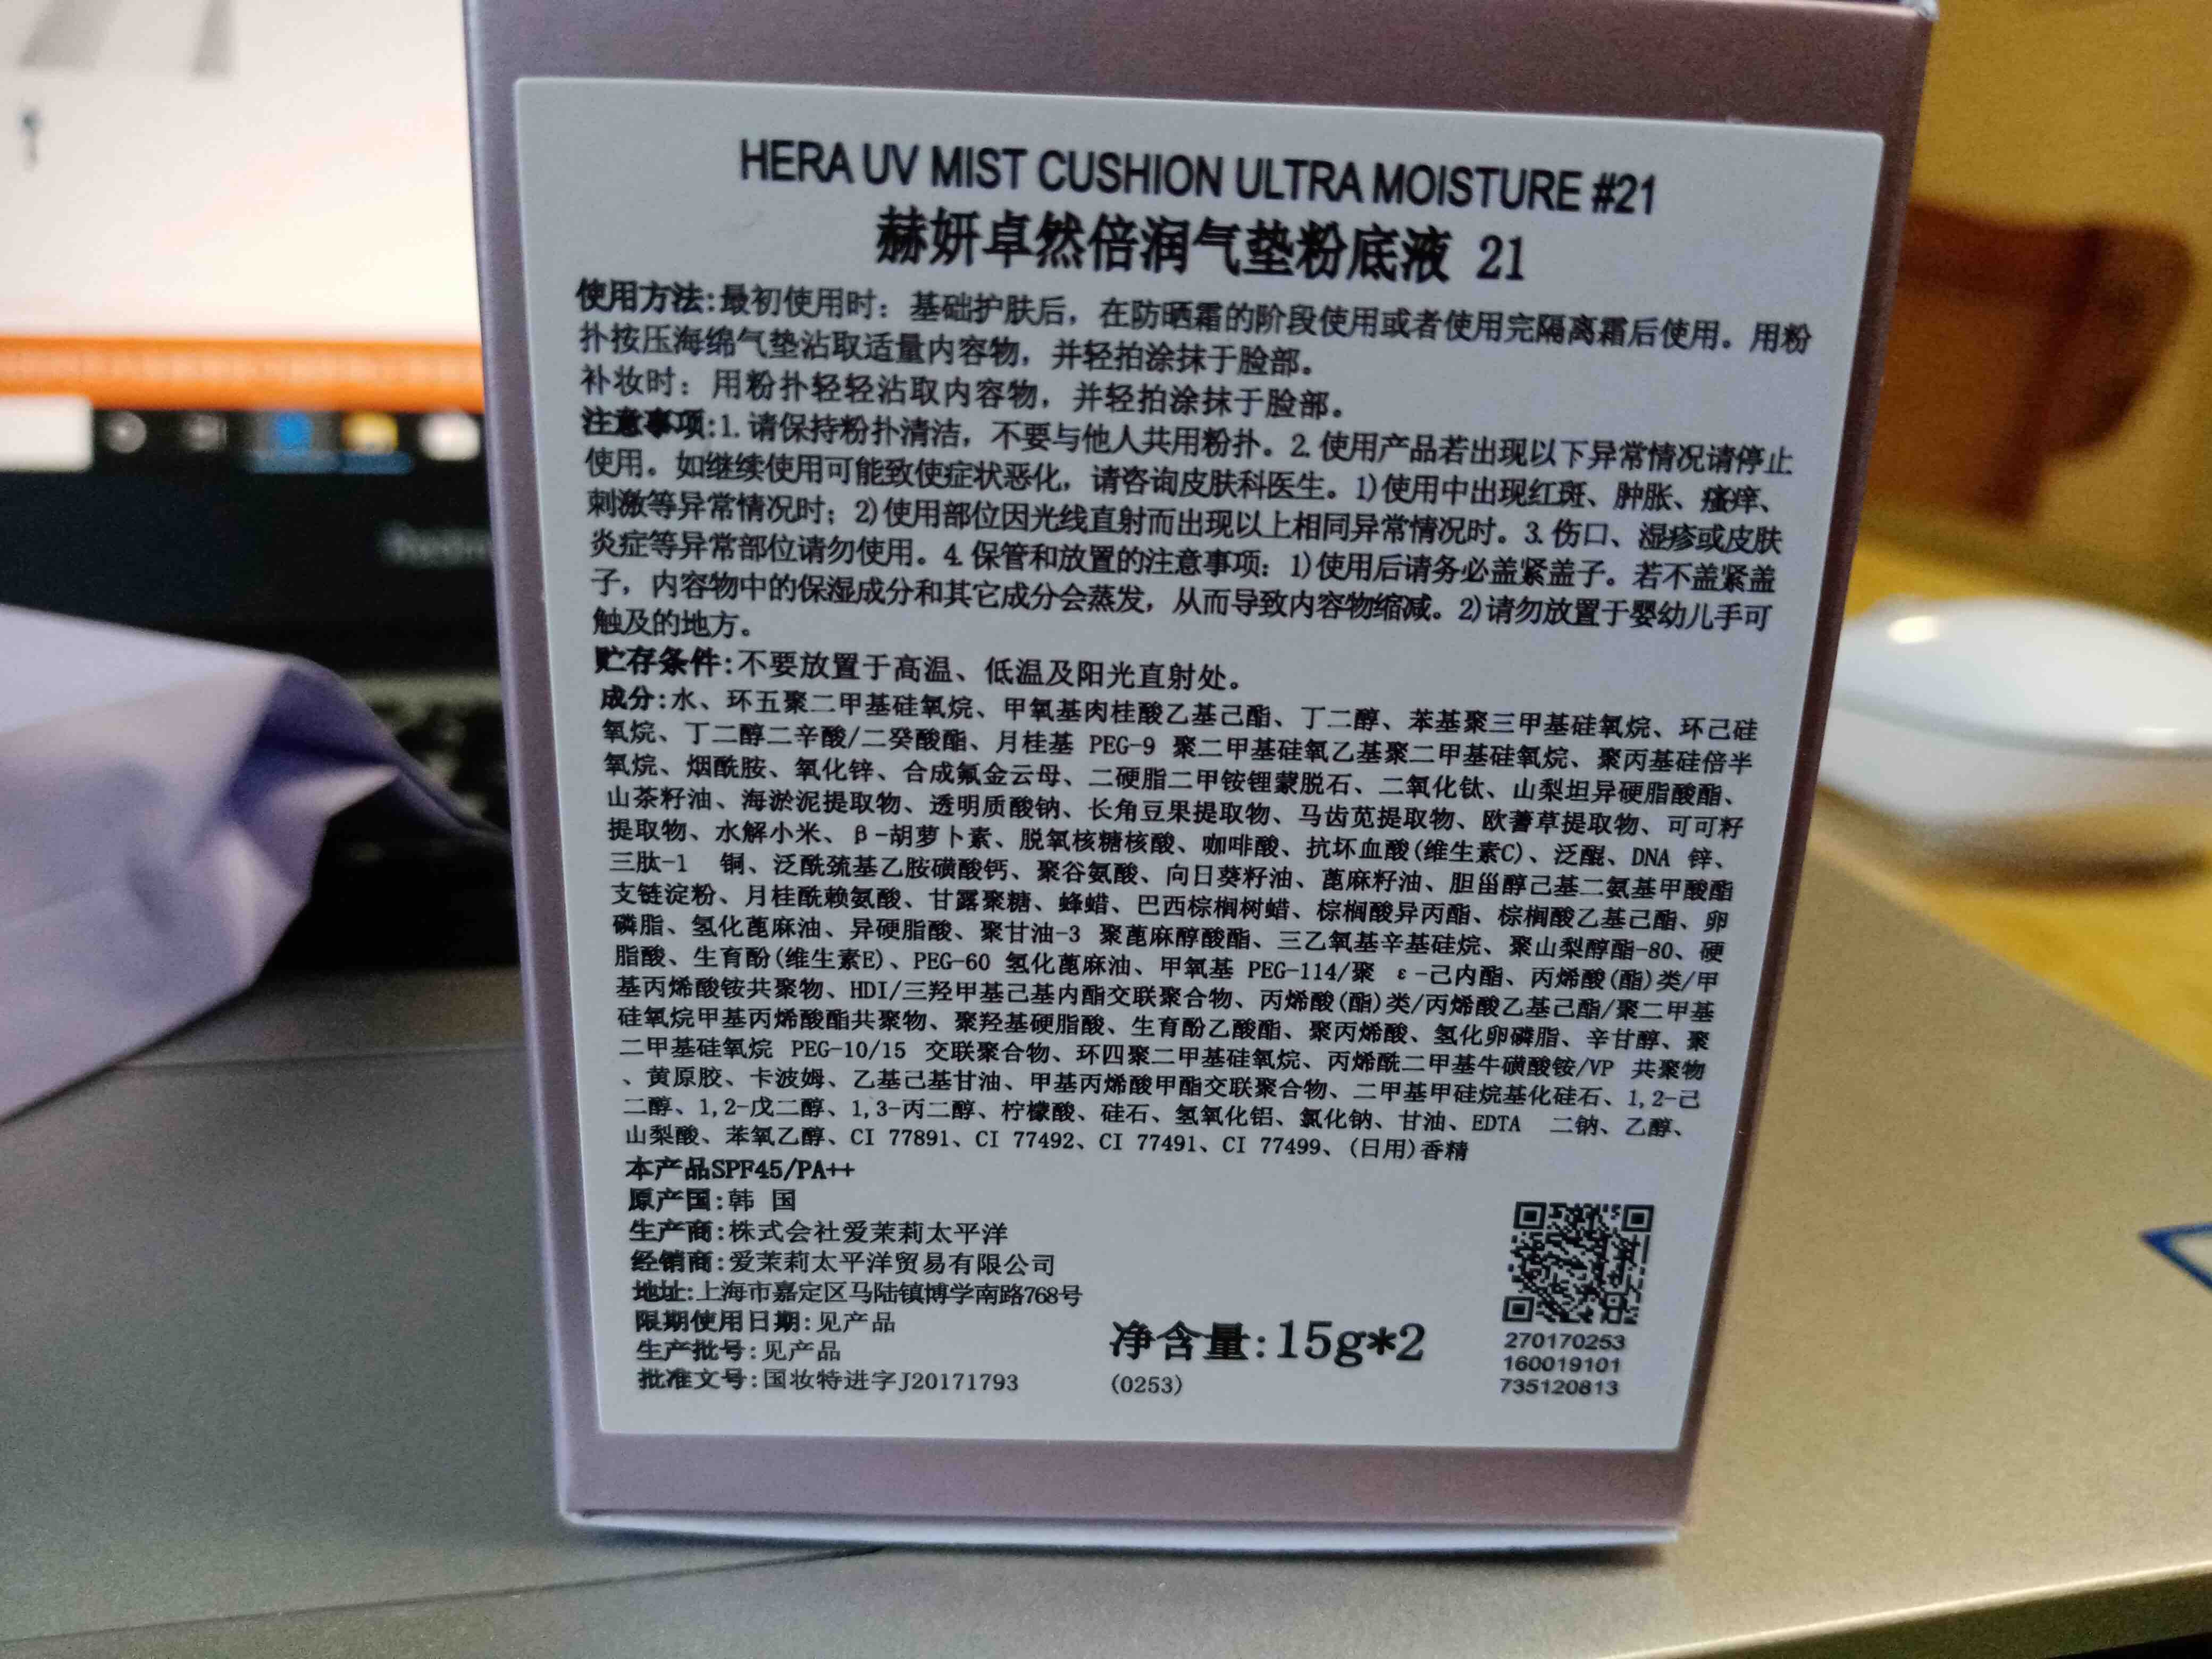 HERA UV MIST CUSHION ULTRA MOISTURE #21
赫妍卓然倍润气垫粉底液 21
使用方法:最初使用时：基础护肤后，在防晒霜的阶段使用或者使用完隔离霜后使用。用粉
扑按压海绵气垫沾取适量内容物，并轻拍涂抹于脸部。
补妆时：用粉扑轻轻沾取内容物，并轻拍涂抹于脸部。
注意事项:1.请保持粉扑清洁，不要与他人共用粉扑。2.使用产品若出现以下异常情况请停止
使用。如继续使用可能致使症状恶化，请咨询皮肤科医生。1)使用中出现红斑、肿胀、瘙痒、
刺激等异常情况时；2)使用部位因光线直射而出现以上相同异常情况时。3.伤口、湿疹或皮肤
炎症等异常部位请勿使用。4.保管和放置的注意事项：1)使用后请务必盖紧盖子。若不盖紧盖
子，内容物中的保湿成分和其它成分会蒸发，从而导致内容物缩减。2)请勿放置于婴幼儿手可
触及的地方。
贮存条件:不要放置于高温、低温及阳光直射处。
成分:水、环五聚二甲基硅氧烷、甲氧基肉桂酸乙基己酯、丁二醇、苯基聚三甲基硅氧烷、环己硅
氧烷、丁二醇二辛酸/二癸酸酯、月桂基 PEG-9 聚二甲基硅氧乙基聚二甲基硅氧烷、聚丙基硅倍半
氧烷、烟酰胺、氧化锌、合成氟金云母、二硬脂二甲铵锂蒙脱石、二氧化钛、山梨坦异硬脂酸酯、
山茶籽油、海淤泥提取物、透明质酸钠、长角豆果提取物、马齿苋提取物、欧蓍草提取物、可可籽
提取物、水解小米、β-胡萝卜素、脱氧核糖核酸、咖啡酸、抗坏血酸(维生素C)、泛醌、DNA 锌、
三肽-1 铜、泛酰巯基乙胺磺酸钙、聚谷氨酸、向日葵籽油、蓖麻籽油、胆甾醇己基二氨基甲酸酯
支链淀粉、月桂酰赖氨酸、甘露聚糖、蜂蜡、巴西棕榈树蜡、棕榈酸异丙酯、棕榈酸乙基己酯、卵
磷脂、氢化蓖麻油、异硬脂酸、聚甘油-3 聚蓖麻醇酸酯、三乙氧基辛基硅烷、聚山梨醇酯-80、硬
脂酸、生育酚(维生素E)、PEG-60 氢化蓖麻油、甲氧基 PEG-114/聚 ε-己内酯、丙烯酸(酯)类/甲
基丙烯酸铵共聚物、HDI/三羟甲基己基内酯交联聚合物、丙烯酸(酯)类/丙烯酸乙基己酯/聚二甲基
硅氧烷甲基丙烯酸酯共聚物、聚羟基硬脂酸、生育酚乙酸酯、聚丙烯酸、氢化卵磷脂、辛甘醇、聚
二甲基硅氧烷 PEG-10/15 交联聚合物、环四聚二甲基硅氧烷、丙烯酰二甲基牛磺酸铵/VP 共聚物
、黄原胶、卡波姆、乙基己基甘油、甲基丙烯酸甲酯交联聚合物、二甲基甲硅烷基化硅石、1,2-己
二醇、1,2-戊二醇、1,3-丙二醇、柠檬酸、硅石、氢氧化铝、氯化钠、甘油、EDTA 二钠、乙醇、
山梨酸、苯氧乙醇、CI 77891、CI 77492、CI 77491、CI 77499、(日用)香精
本产品SPF45/PA++
原产国:韩 国
生产商:株式会社爱茉莉太平洋
经销商:爱茉莉太平洋贸易有限公司
地址:上海市嘉定区马陆镇博学南路768号
限期使用日期:见产品
生产批号:见产品
批准文号:国妆特进字J20171793
净含量:15g*2
(0253)
270170253
160019101
735120813